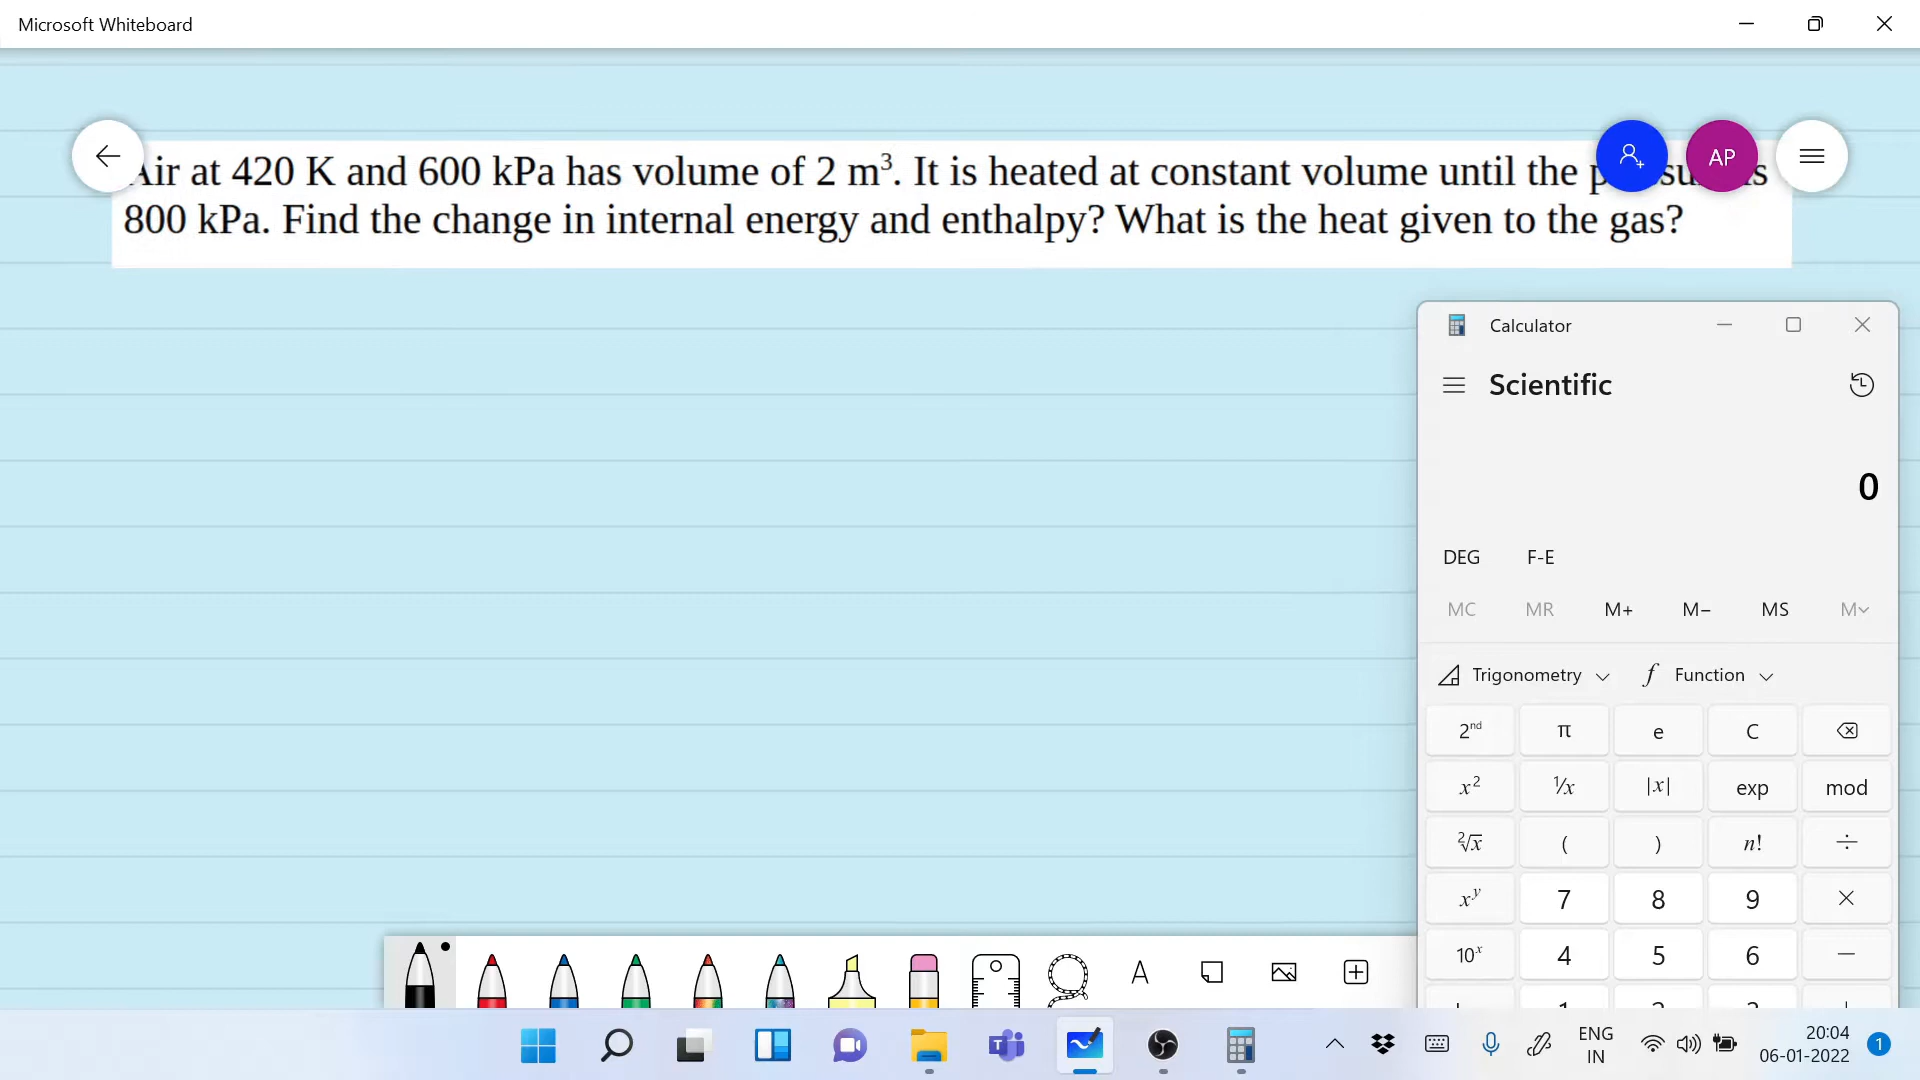 Microsoft Whiteboard
Air at 420 K and 600 kPa has volume of 2 m³. It is heated at constant volume until the
AP
800 kPa. Find the change in internal energy and enthalpy? What is the heat given to the gas?
Calculator
Scientific
0
DEG F-E
MC MR M+ M− MS M
Trigonometry f Function
2nd π e C
x² ¹/x |x| exp mod
²√x ( ) n! ÷
xʸ 7 8 9 ×
10ˣ 4 5 6 −
A
ENG
IN
20:04
06-01-2022
1